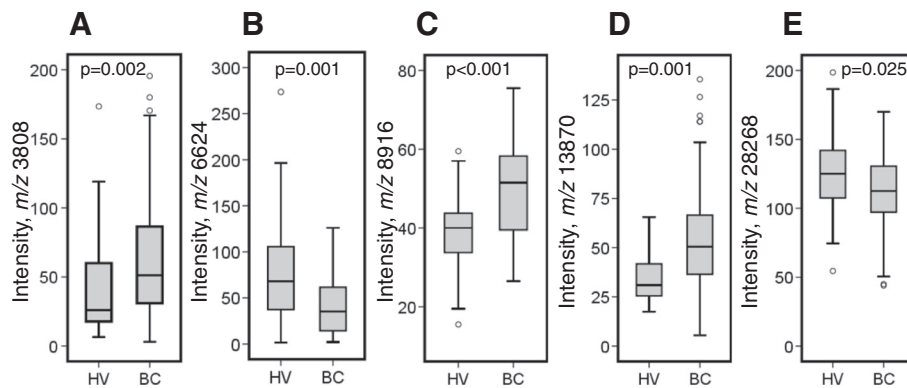 A B C D E
p=0.002 p=0.001 p<0.001 p=0.001 p=0.025
Intensity, m/z 3808
200
150
100
50
0
HV BC
Intensity, m/z 6624
300
250
200
150
100
50
0
HV BC
Intensity, m/z 8916
80
60
40
20
HV BC
Intensity, m/z 13870
125
100
75
50
25
0
HV BC
Intensity, m/z 28268
200
150
100
50
0
HV BC